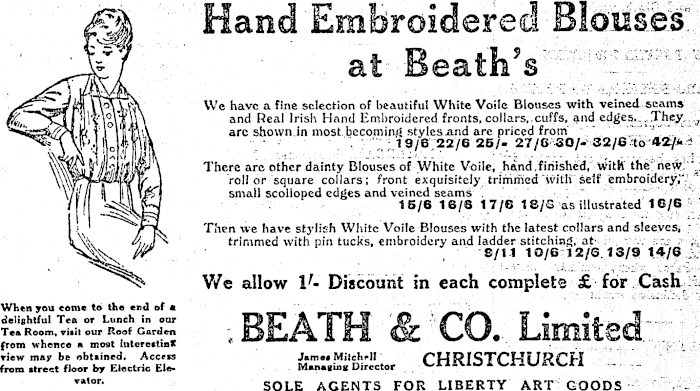 Hand Embroidered Blouses
at Beath's
We have a fine selection of beautiful White Voile Blouses with veined seams
and Real Irish Hand Embroidered fronts, collars, cuffs, and edges. They
are shown in most becoming styles and are priced from
19/6 22/6 25/- 27/6 30/- 32/6 to 42/-
There are other dainty Blouses of White Voile, hand finished, with the new
roll or square collars; front exquisitely trimmed with self embroidery,
small scolloped edges and veined seams
15/6 16/6 17/6 18/6 as illustrated 16/6
Then we have stylish White Voile Blouses with the latest collars and sleeves,
trimmed with pin tucks, embroidery and ladder stitching, at
9/11 10/6 12/6 13/9 14/6
We allow 1/- Discount in each complete £ for Cash
When you come to the end of a
delightful Tea or Lunch in our
Tea Room, visit our Roof Garden
from whence a most interesting
view may be obtained. Access
from street floor by Electric Ele-
vator.
BEATH & CO. Limited
James Mitchell
Managing Director
CHRISTCHURCH
SOLE AGENTS FOR LIBERTY ART GOODS